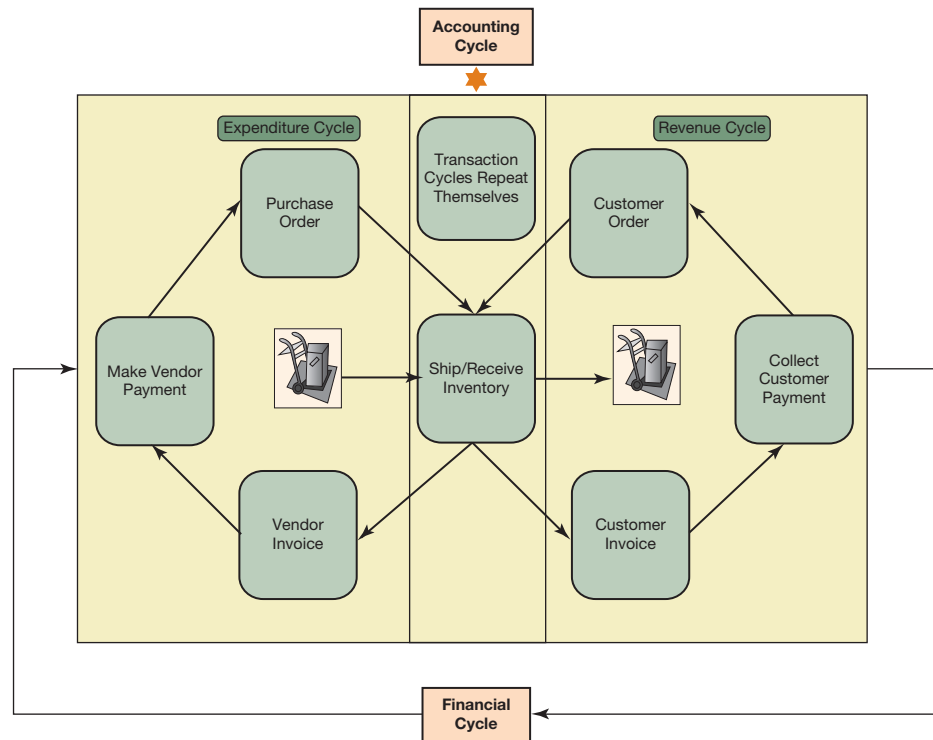 Accounting
Cycle
Expenditure Cycle
Revenue Cycle
Transaction
Cycles Repeat
Themselves
Purchase
Order
Customer
Order
Make Vendor
Payment
Ship/Receive
Inventory
Collect
Customer
Payment
Vendor
Invoice
Customer
Invoice
Financial
Cycle